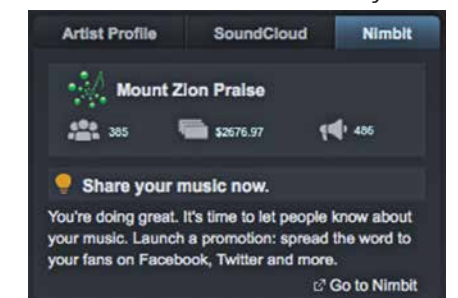 Artist Profile SoundCloud Nimbit
Mount Zion Praise
385 $2676.97 486
Share your music now.
You're doing great. It's time to let people know about
your music. Launch a promotion: spread the word to
your fans on Facebook, Twitter and more.
Go to Nimbit